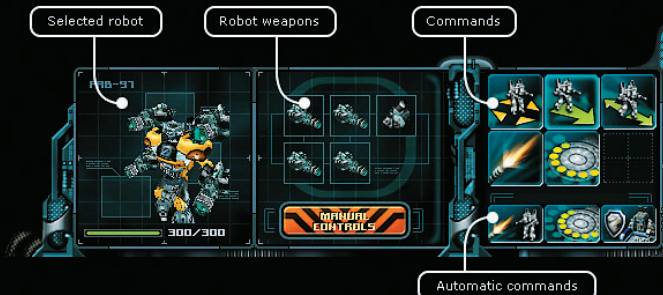 Selected robot
Robot weapons
Commands
300/300
MANUAL
CONTROLS
Automatic commands